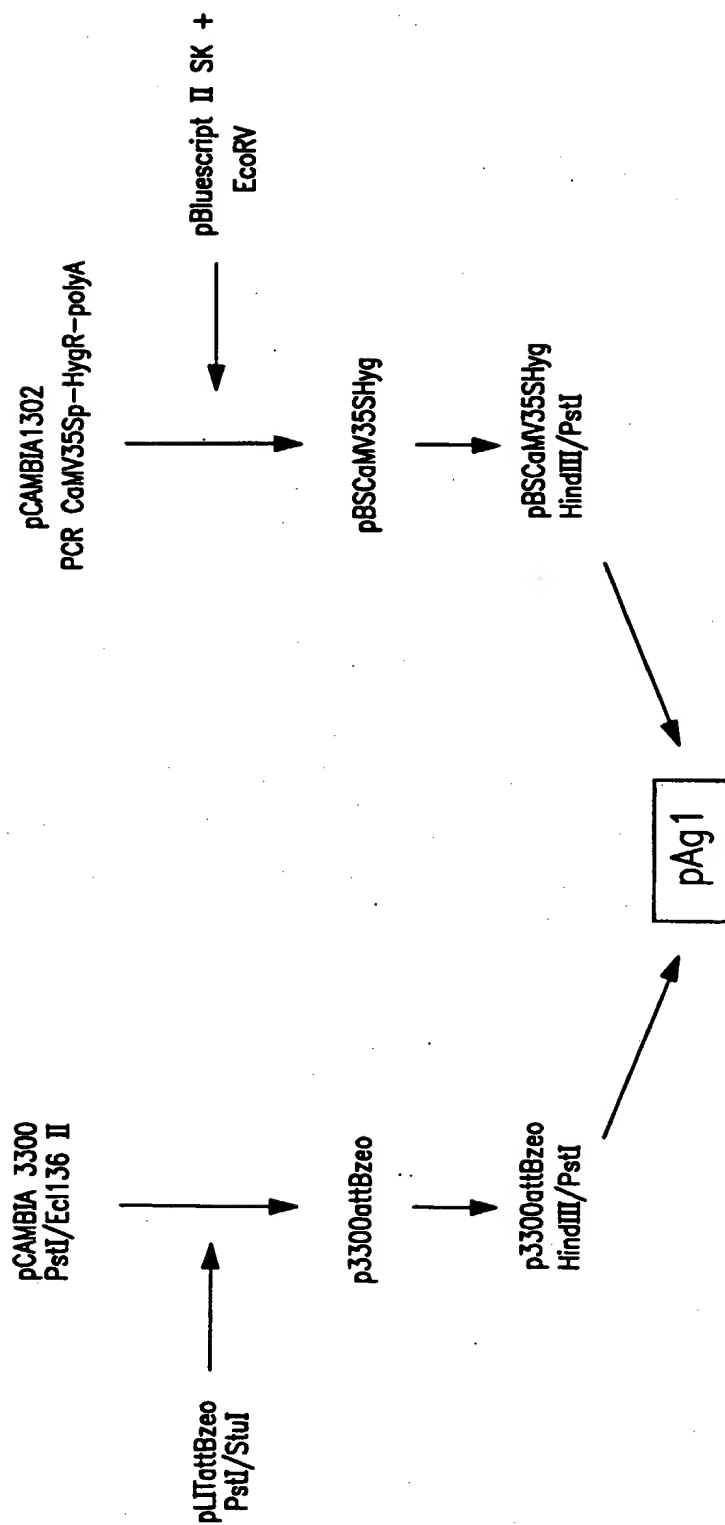 pCAMBIA 3300
PstI/Ecl136 II
pLITattBzeo
PstI/StuI
p3300attBzeo
p3300attBzeo
HindIII/PstI
pCAMBIA1302
PCR CaMV35Sp-HygR-polyA
pBluescript II SK +
EcoRV
pBSCaMV35SHyg
pBSCaMV35SHyg
HindIII/PstI
pAg1